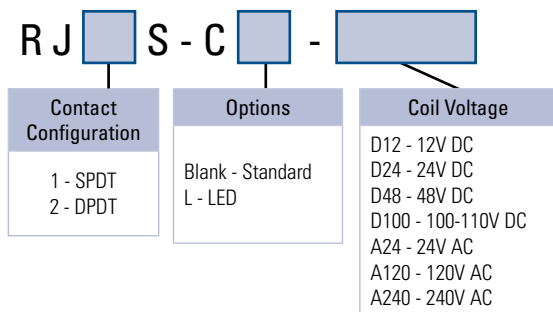 RJ S-C -
Contact
Configuration
1 - SPDT
2 - DPDT
Options
Blank - Standard
L - LED
Coil Voltage
D12 - 12V DC
D24 - 24V DC
D48 - 48V DC
D100 - 100-110V DC
A24 - 24V AC
A120 - 120V AC
A240 - 240V AC